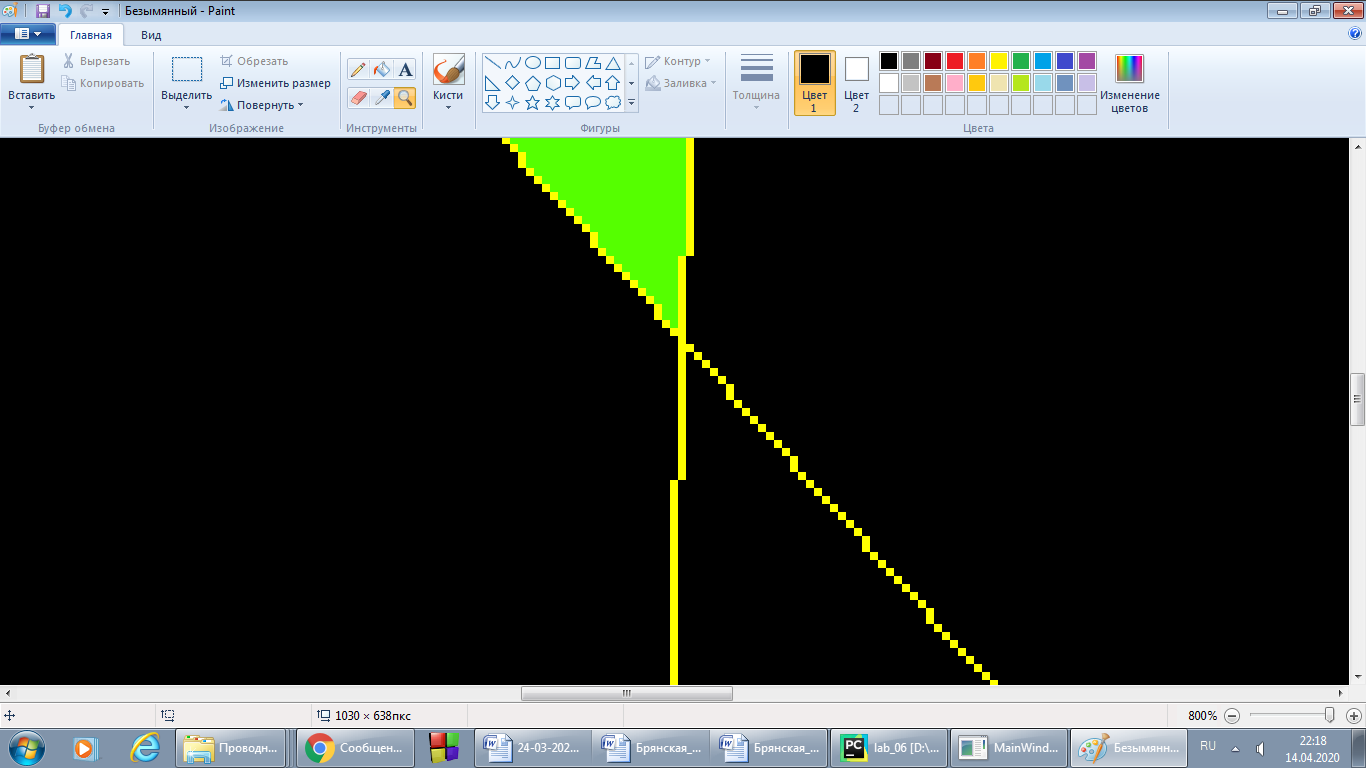 Безымянный - Paint
Главная Вид
Вставить
Вырезать
Копировать
Буфер обмена
Выделить
Обрезать
Изменить размер
Повернуть
Изображение
A
Инструменты
Кисти
Контур
Заливка
Фигуры
Толщина
Цвет 1
Цвет 2
Изменение цветов
Цвета
1030 × 638пкс
800%
Проводн...
Сообщен...
24-03-202...
Брянская_...
Брянская_...
PC
lab_06 [D:\...
MainWind...
Безымянн...
RU
22:18
14.04.2020